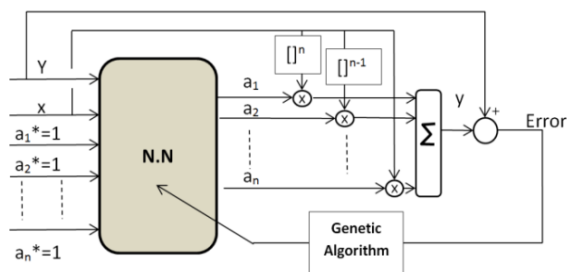 Y
x
a₁*=1
a₂*=1
aₙ*=1
N.N
[]ⁿ
[]ⁿ⁻¹
a₁
x
a₂
x
aₙ
x
Σ
y
+
Error
Genetic
Algorithm